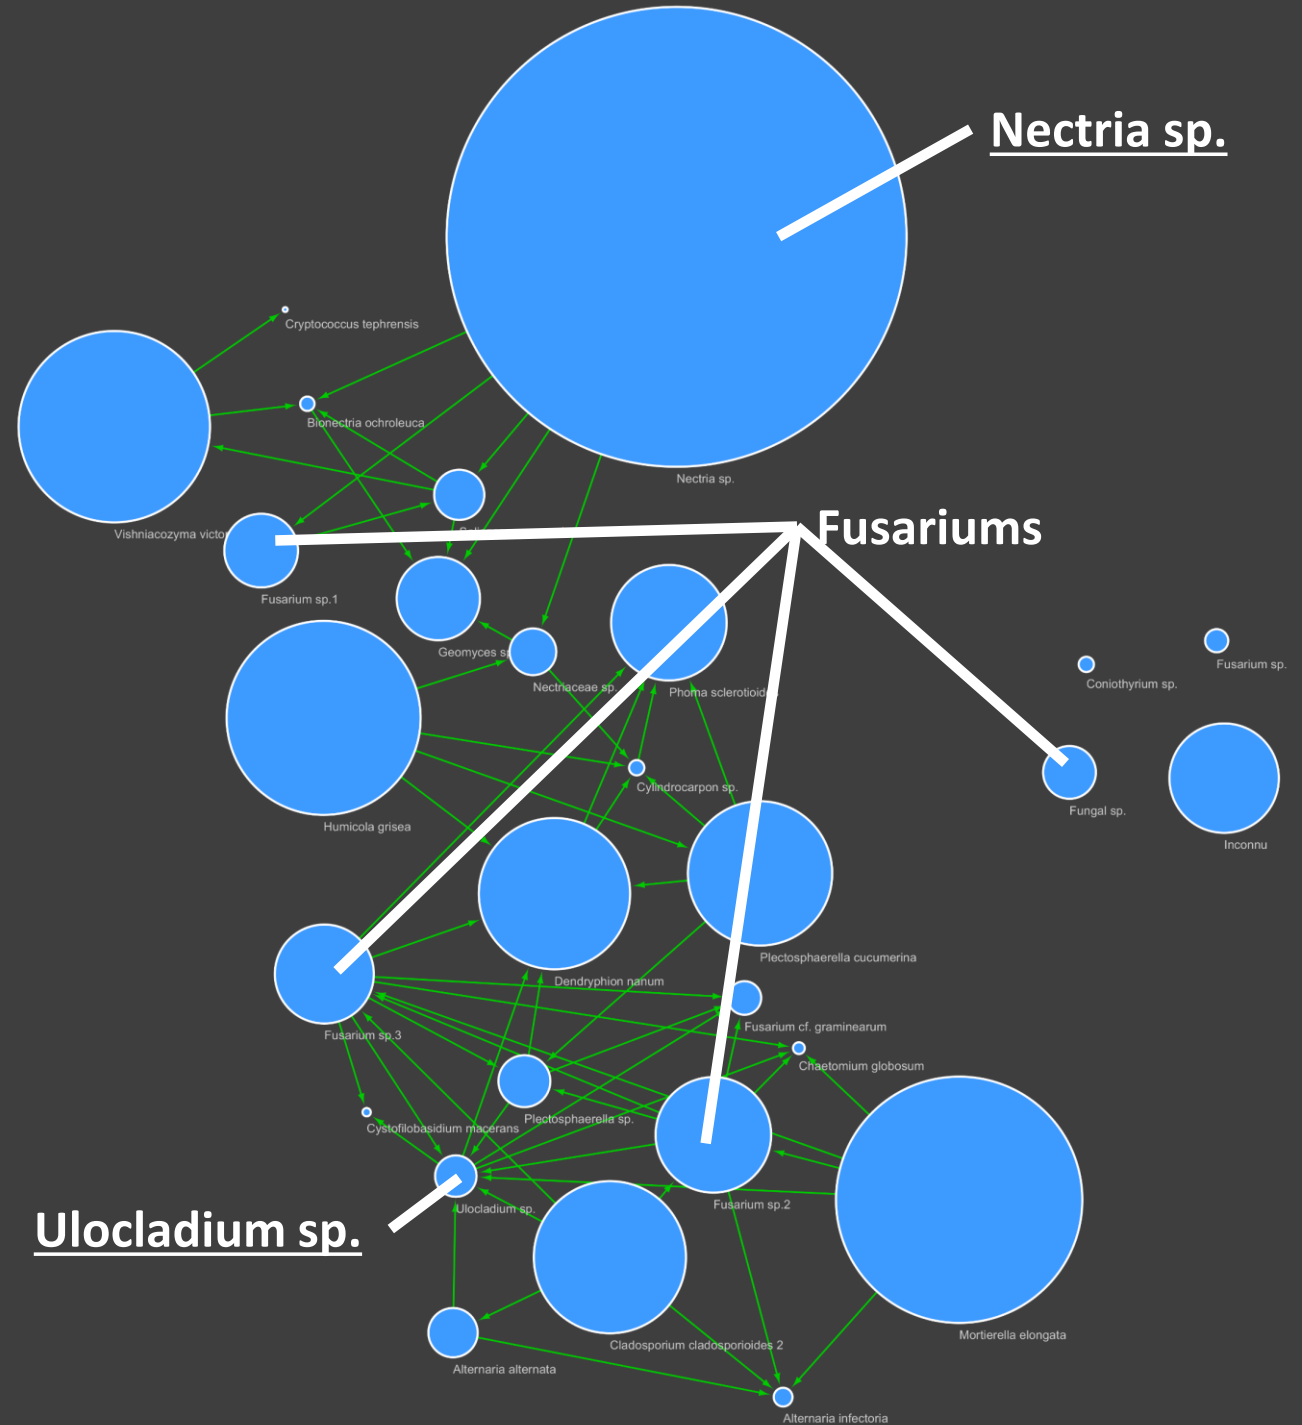 Nectria sp.
Cryptococcus tephrensis
Bionectria ochroleuca
Nectria sp.
Vishniacozyma victor
Fusariums
Fusarium sp.1
Geomyces sp
Fusarium sp.
Nectriaceae sp.
Phoma sclerotioide
Coniothyrium sp.
Cylindrocarpon sp.
Fungal sp.
Humicola grisea
Inconnu
Plectosphaerella cucumerina
Dendryphion nanum
Fusarium cf. graminearum
Fusarium sp.3
Chaetomium globosum
Plectosphaerella sp.
Cystofilobasidium macerans
Fusarium sp.2
Ulocladium sp.
Ulocladium sp.
Mortierella elongata
Cladosporium cladosporioides 2
Alternaria alternata
Alternaria infectoria